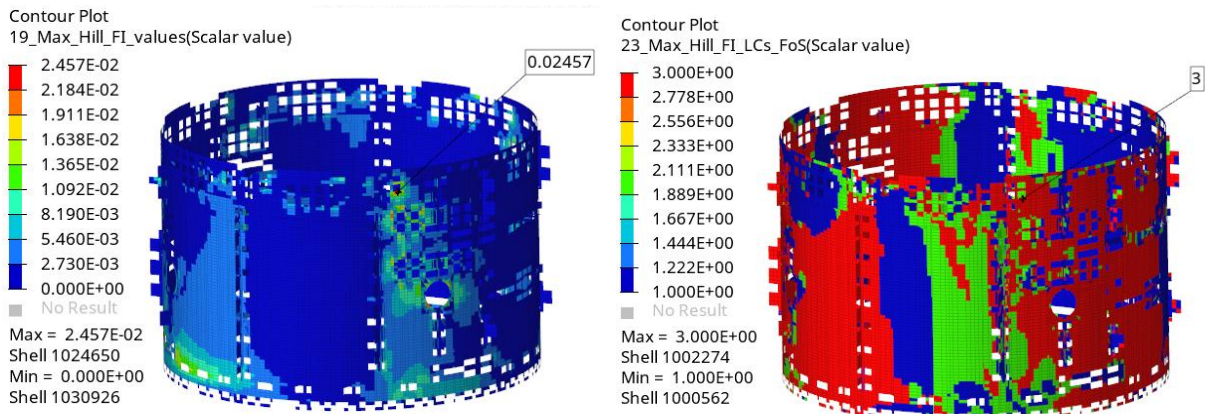 Contour Plot
19_Max_Hill_FI_values(Scalar value)
2.457E-02
2.184E-02
1.911E-02
1.638E-02
1.365E-02
1.092E-02
8.190E-03
5.460E-03
2.730E-03
0.000E+00
No Result
Max = 2.457E-02
Shell 1024650
Min = 0.000E+00
Shell 1030926
0.02457
Contour Plot
23_Max_Hill_FI_LCs_FoS(Scalar value)
3.000E+00
2.778E+00
2.556E+00
2.333E+00
2.111E+00
1.889E+00
1.667E+00
1.444E+00
1.222E+00
1.000E+00
No Result
Max = 3.000E+00
Shell 1002274
Min = 1.000E+00
Shell 1000562
3